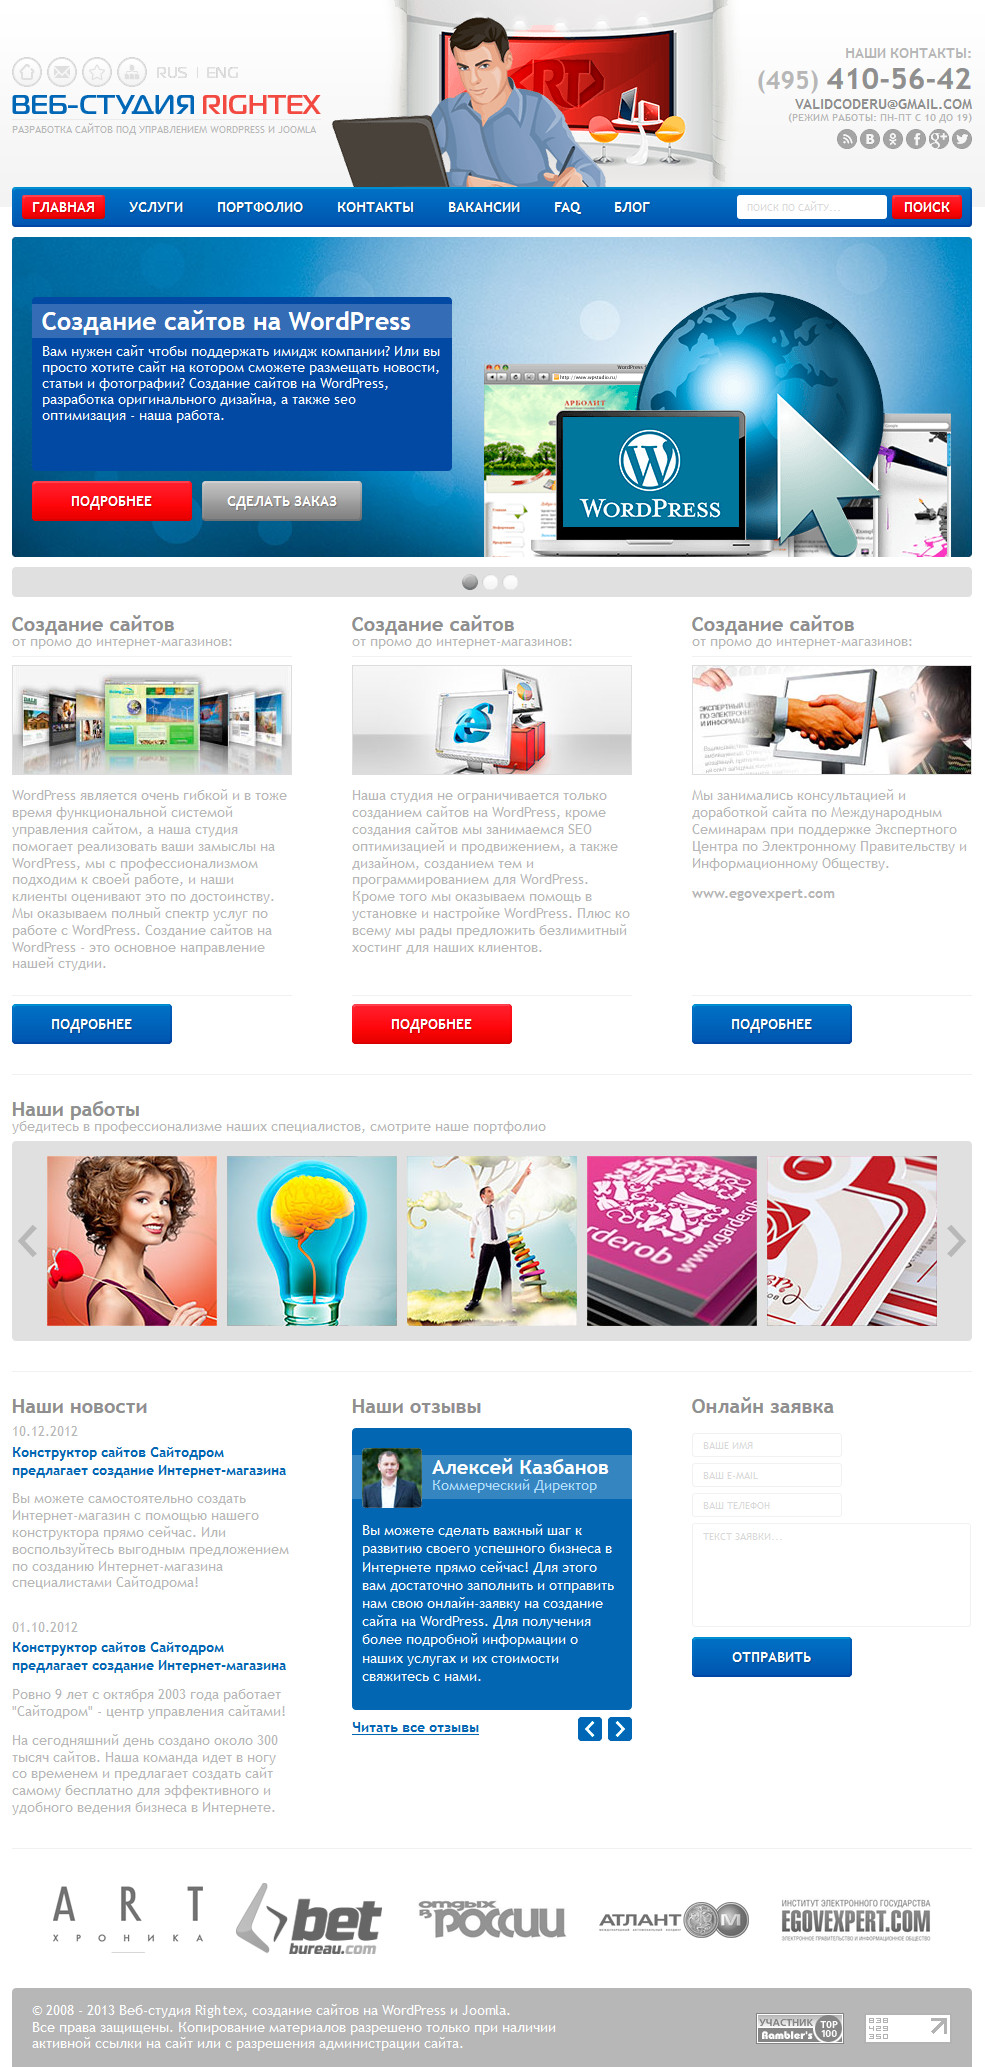 RUS | ENG
ВЕБ-СТУДИЯ RIGHTEX
РАЗРАБОТКА САЙТОВ ПОД УПРАВЛЕНИЕМ WORDPRESS И JOOMLA
RT
НАШИ КОНТАКТЫ:
(495) 410-56-42
VALIDCODERU@GMAIL.COM
(РЕЖИМ РАБОТЫ: ПН-ПТ С 10 ДО 19)
ГЛАВНАЯ УСЛУГИ ПОРТФОЛИО КОНТАКТЫ ВАКАНСИИ FAQ БЛОГ ПОИСК ПО САЙТУ... ПОИСК
Создание сайтов на WordPress
Вам нужен сайт чтобы поддержать имидж компании? Или вы
просто хотите сайт на котором сможете размещать новости,
статьи и фотографии? Создание сайтов на WordPress,
разработка оригинального дизайна, а также seo
оптимизация - наша работа.
ПОДРОБНЕЕ СДЕЛАТЬ ЗАКАЗ
http://www.wpstudio.ru/
АРБОЛИТ
WORDPRESS
Создание сайтов
от промо до интернет-магазинов:
WordPress является очень гибкой и в тоже
время функциональной системой
управления сайтом, а наша студия
помогает реализовать ваши замыслы на
WordPress, мы с профессионализмом
подходим к своей работе, и наши
клиенты оценивают это по достоинству.
Мы оказываем полный спектр услуг по
работе с WordPress. Создание сайтов на
WordPress - это основное направление
нашей студии.
ПОДРОБНЕЕ
Создание сайтов
от промо до интернет-магазинов:
Наша студия не ограничивается только
созданием сайтов на WordPress, кроме
создания сайтов мы занимаемся SEO
оптимизацией и продвижением, а также
дизайном, созданием тем и
программированием для WordPress.
Кроме того мы оказываем помощь в
установке и настройке WordPress. Плюс ко
всему мы рады предложить безлимитный
хостинг для наших клиентов.
ПОДРОБНЕЕ
Создание сайтов
от промо до интернет-магазинов:
Мы занимались консультацией и
доработкой сайта по Международным
Семинарам при поддержке Экспертного
Центра по Электронному Правительству и
Информационному Обществу.
www.egovexpert.com
ПОДРОБНЕЕ
Наши работы
убедитесь в профессионализме наших специалистов, смотрите наше портфолио
derob
www.garderob
Наши новости
10.12.2012
Конструктор сайтов Сайтодром
предлагает создание Интернет-магазина
Вы можете самостоятельно создать
Интернет-магазин с помощью нашего
конструктора прямо сейчас. Или
воспользуйтесь выгодным предложением
по созданию Интернет-магазина
специалистами Сайтодрома!
01.10.2012
Конструктор сайтов Сайтодром
предлагает создание Интернет-магазина
Ровно 9 лет с октября 2003 года работает
"Сайтодром" - центр управления сайтами!
На сегодняшний день создано около 300
тысяч сайтов. Наша команда идет в ногу
со временем и предлагает создать сайт
самому бесплатно для эффективного и
удобного ведения бизнеса в Интернете.
Наши отзывы
Алексей Казбанов
Коммерческий Директор
Вы можете сделать важный шаг к
развитию своего успешного бизнеса в
Интернете прямо сейчас! Для этого
вам достаточно заполнить и отправить
нам свою онлайн-заявку на создание
сайта на WordPress. Для получения
более подробной информации о
наших услугах и их стоимости
свяжитесь с нами.
Читать все отзывы
Онлайн заявка
ВАШЕ ИМЯ
ВАШ E-MAIL
ВАШ ТЕЛЕФОН
ТЕКСТ ЗАЯВКИ...
ОТПРАВИТЬ
ART
ХРОНИКА
bet
bureau.com
отдых
в России
АТЛАНТ М
ИНСТИТУТ ЭЛЕКТРОННОГО ГОСУДАРСТВА
EGOVEXPERT.COM
ЭЛЕКТРОННОЕ ПРАВИТЕЛЬСТВО И ИНФОРМАЦИОННОЕ ОБЩЕСТВО
© 2008 - 2013 Веб-студия Rightex, создание сайтов на WordPress и Joomla.
Все права защищены. Копирование материалов разрешено только при наличии
активной ссылки на сайт или с разрешения администрации сайта.
УЧАСТНИК
Rambler's
TOP
100
838
429
350